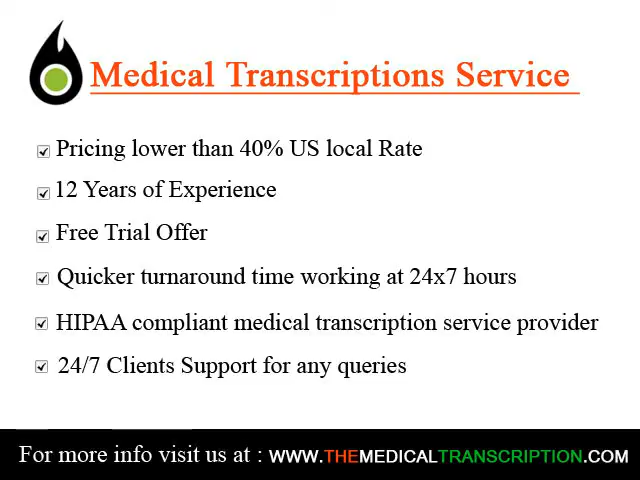 Medical Transcriptions Service
Pricing lower than 40% US local Rate
12 Years of Experience
Free Trial Offer
Quicker turnaround time working at 24x7 hours
HIPAA compliant medical transcription service provider
24/7 Clients Support for any queries
For more info visit us at : WWW.THEMEDICALTRANSCRIPTION.COM